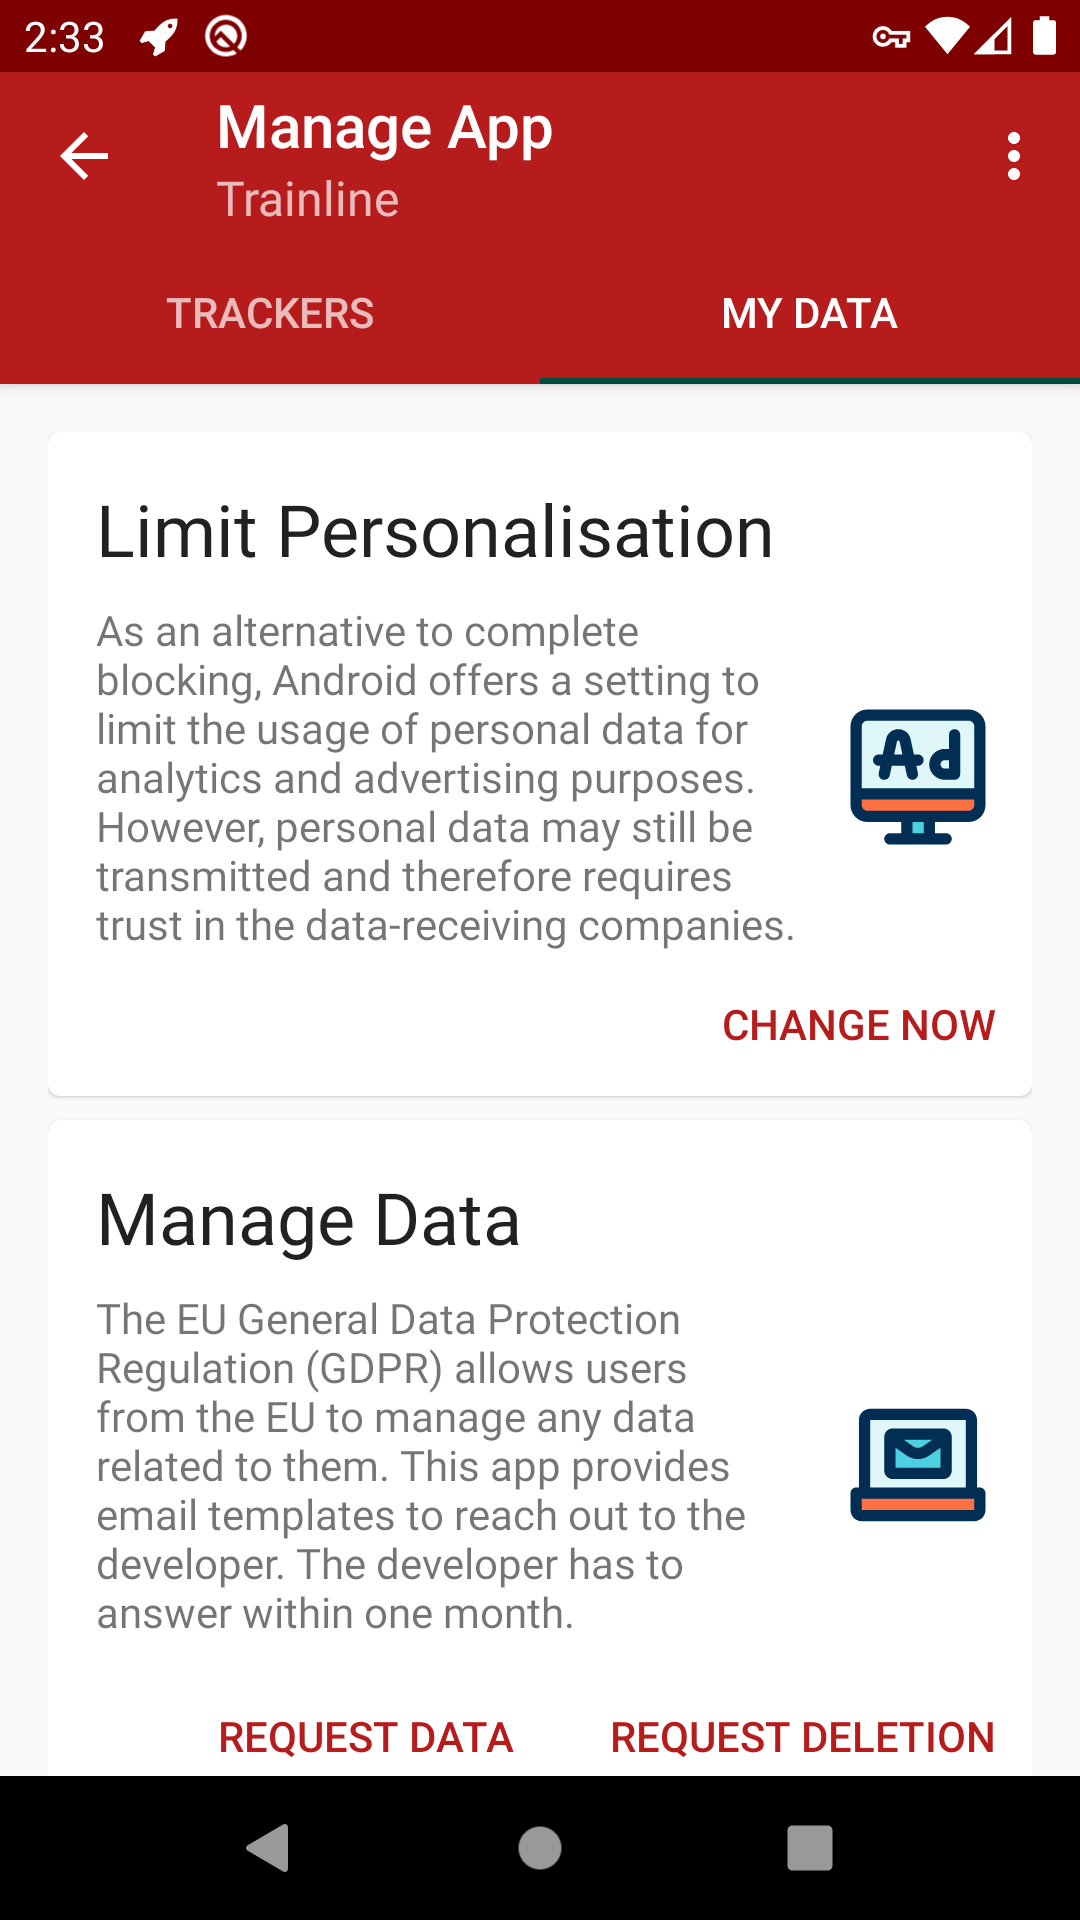 2:33
Manage App
Trainline
TRACKERS
MY DATA
Limit Personalisation
As an alternative to complete
blocking, Android offers a setting to
limit the usage of personal data for
analytics and advertising purposes.
However, personal data may still be
transmitted and therefore requires
trust in the data-receiving companies.
Ad
CHANGE NOW
Manage Data
The EU General Data Protection
Regulation (GDPR) allows users
from the EU to manage any data
related to them. This app provides
email templates to reach out to the
developer. The developer has to
answer within one month.
REQUEST DATA
REQUEST DELETION